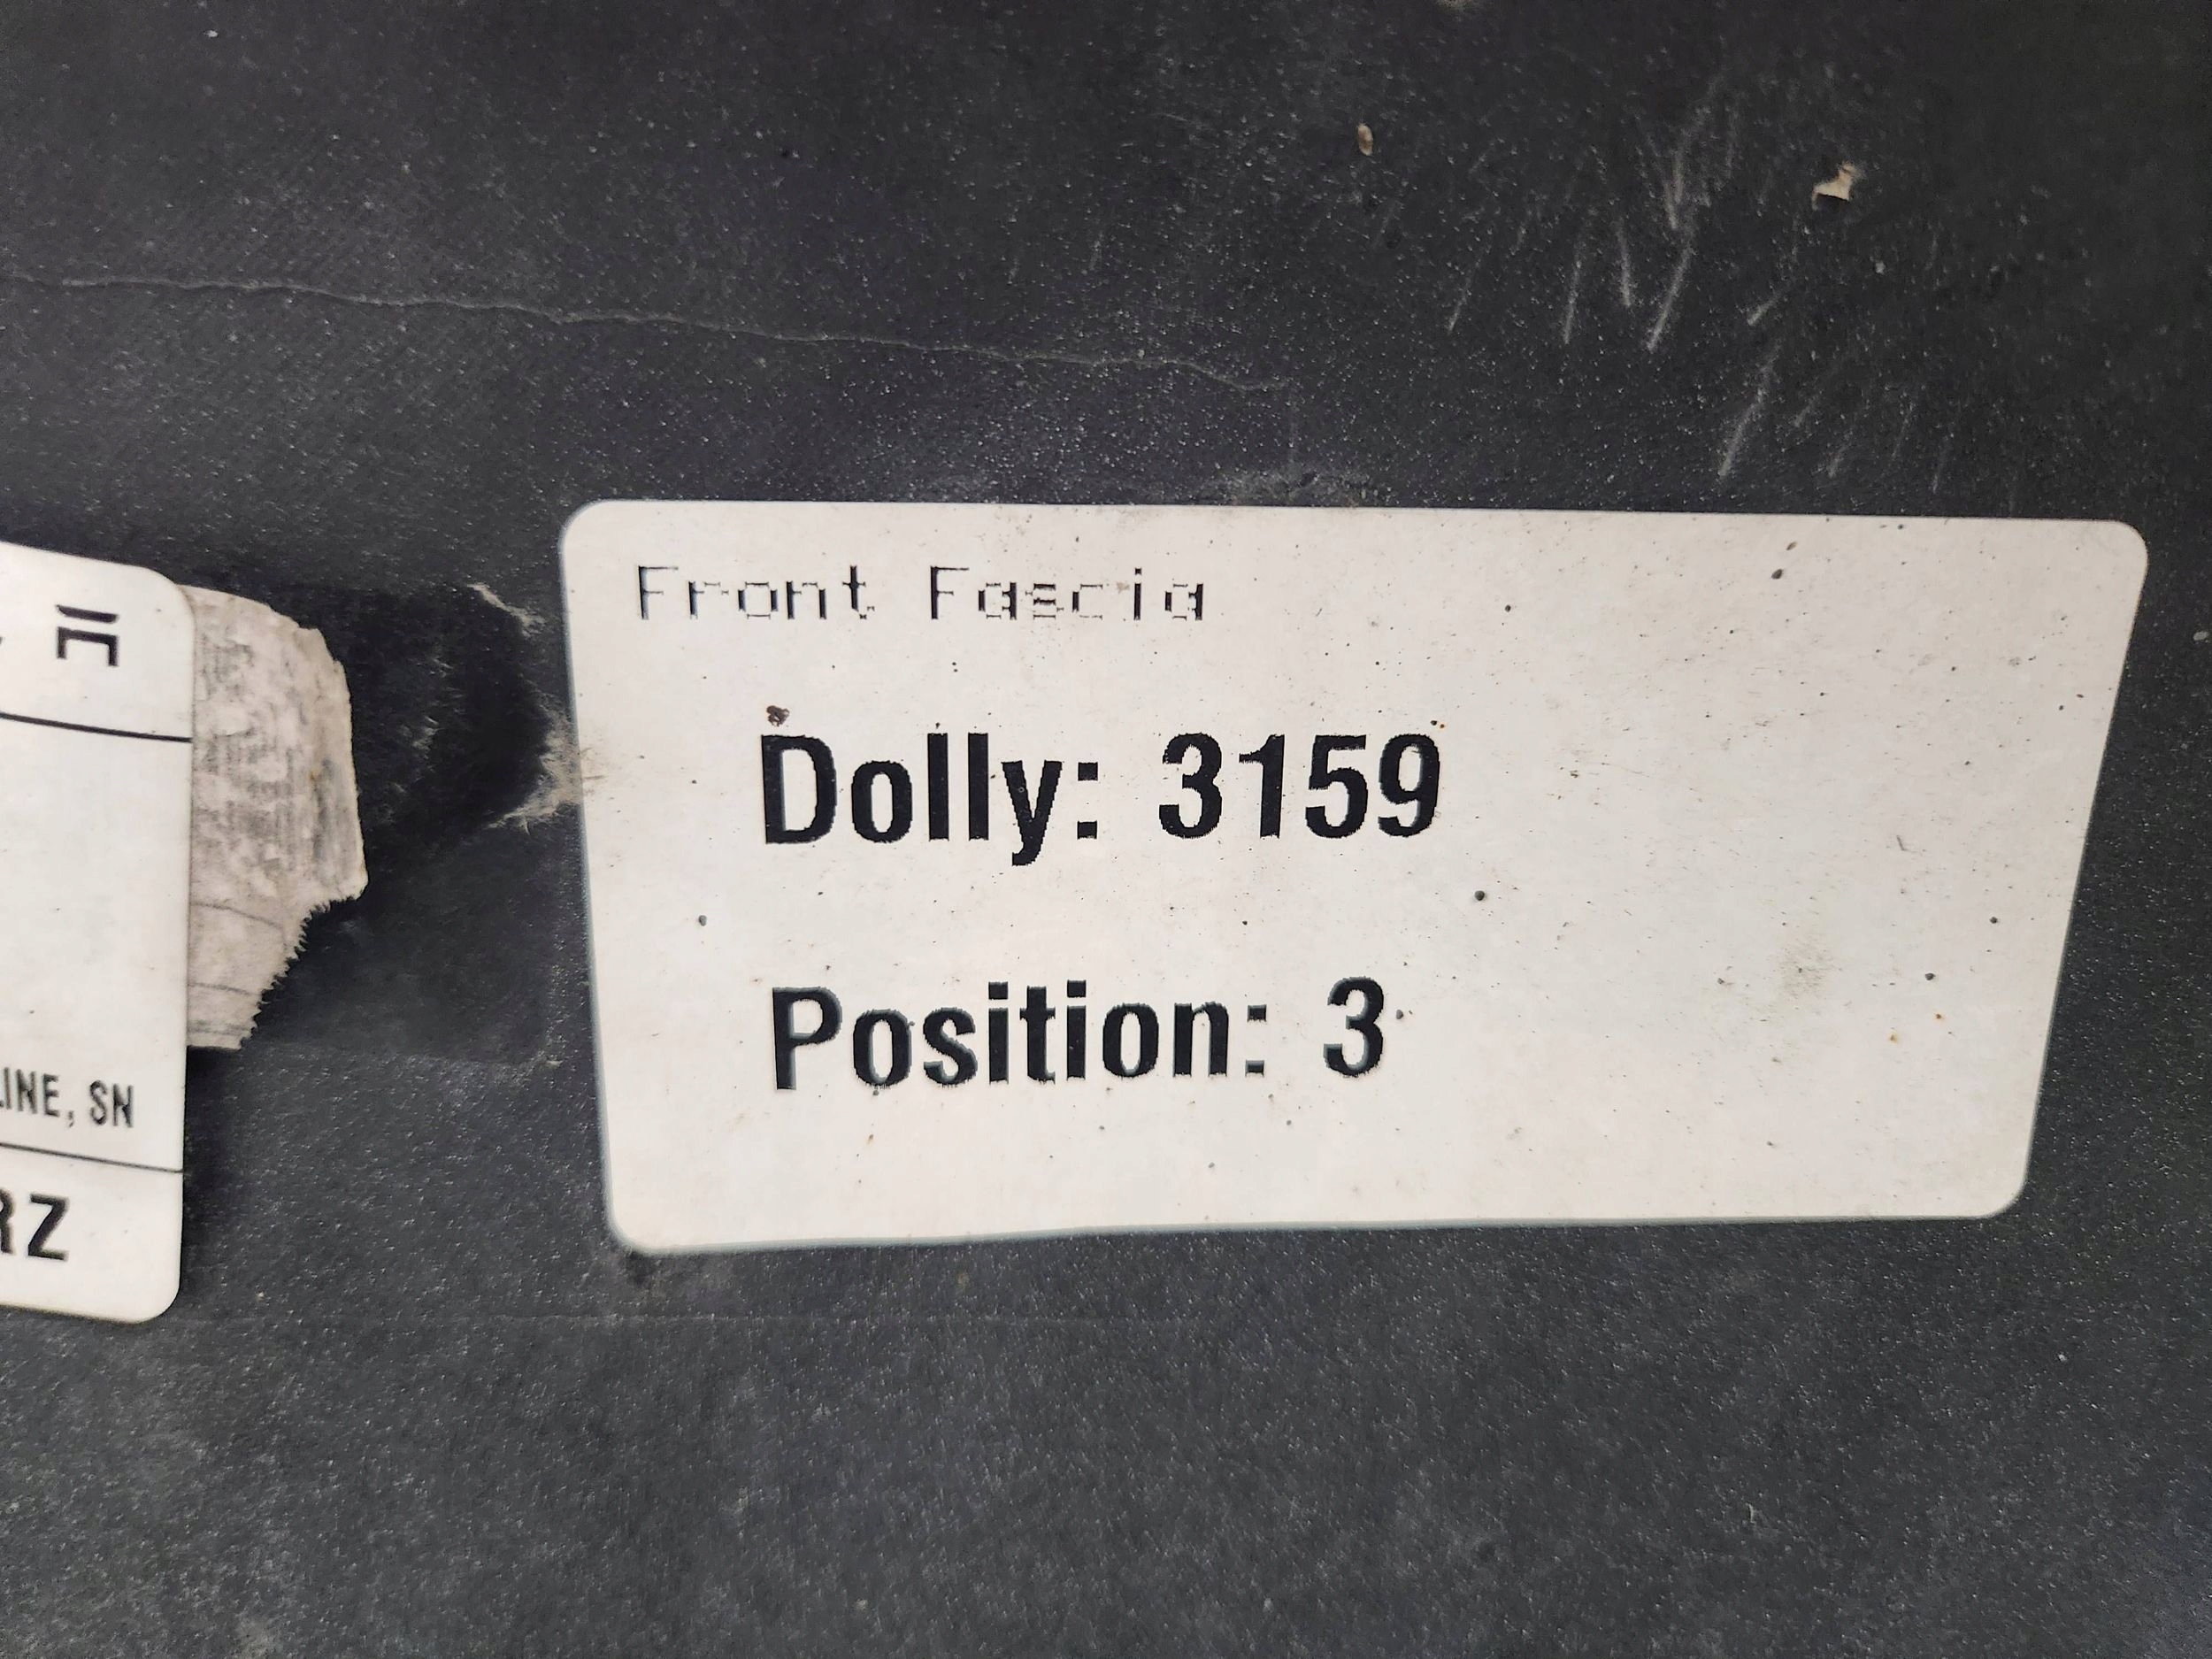 Front Fascia
Dolly: 3159
Position: 3
LINE, SN
RZ